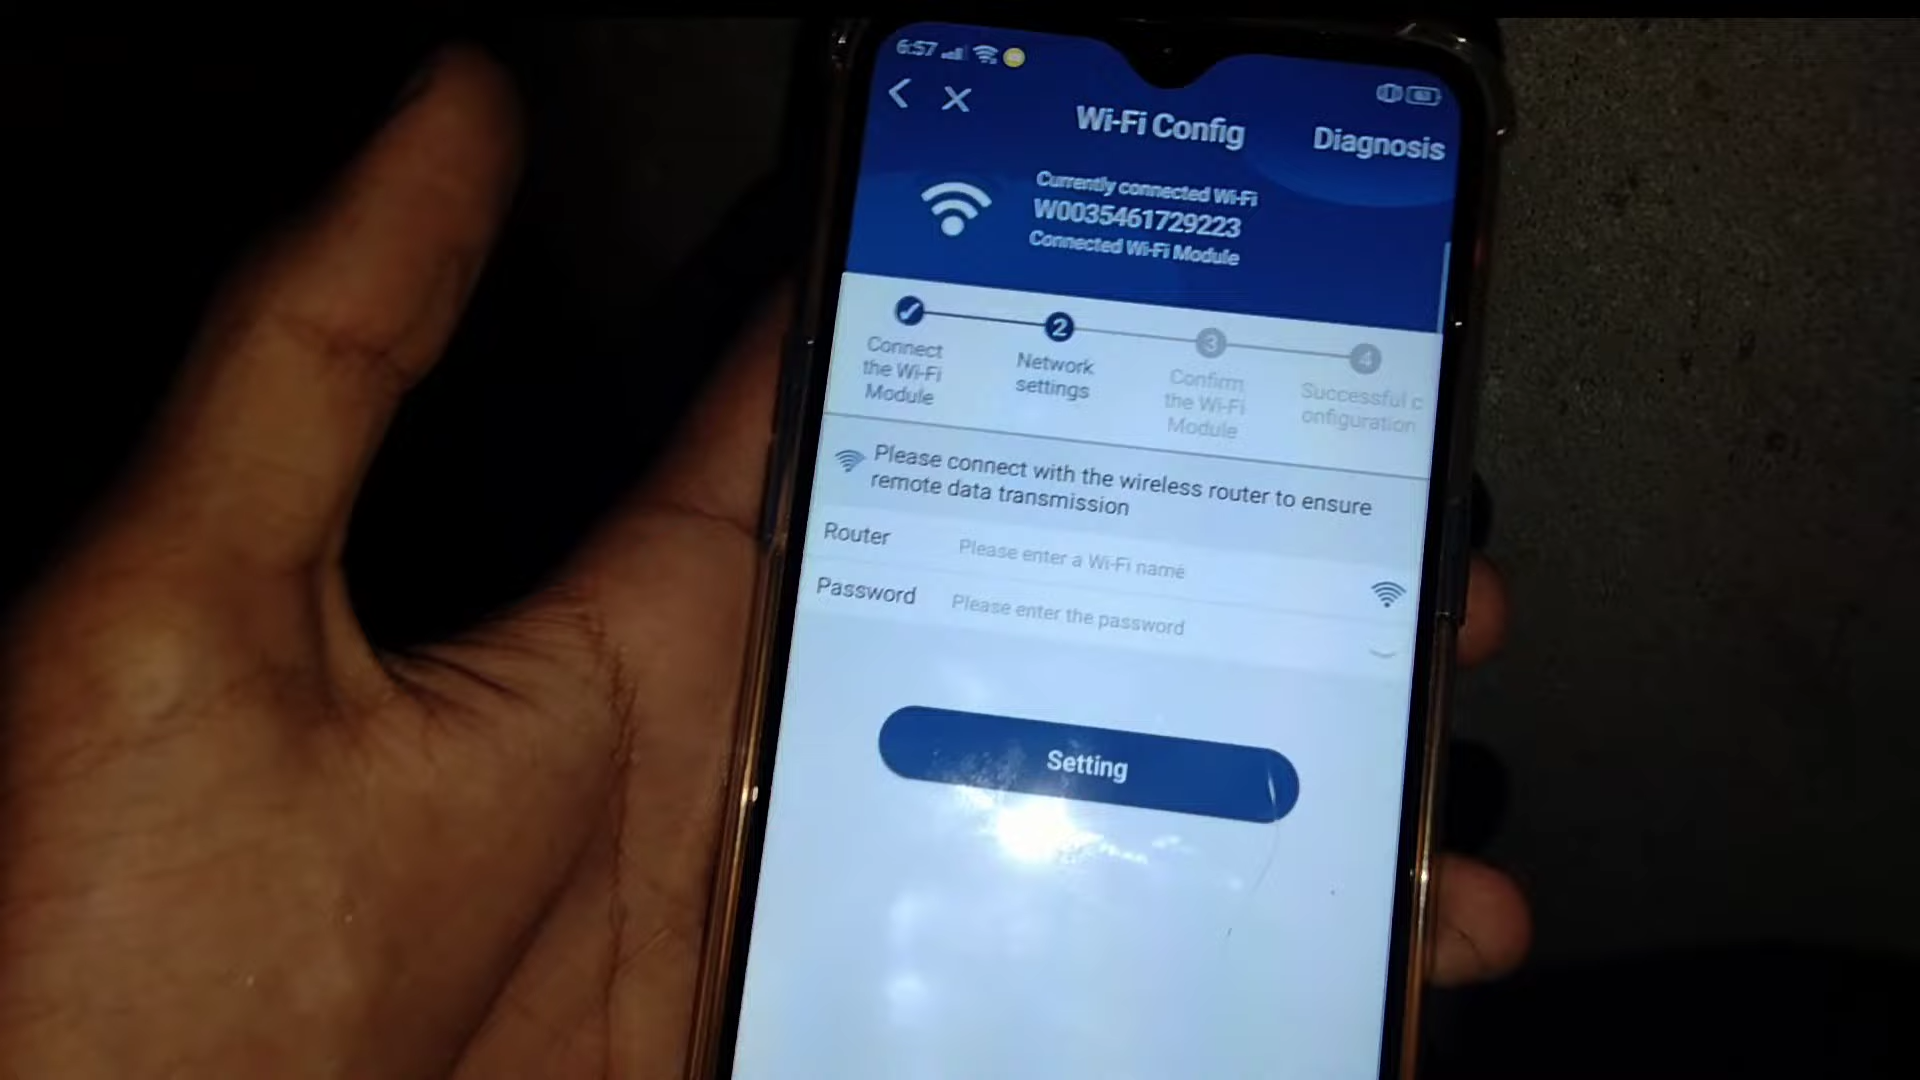 6:57
Wi-Fi Config
Diagnosis
Currently connected Wi-Fi
W0035461729223
Connected Wi-Fi Module
2
3
4
Connect
the Wi-Fi
Module
Network
settings
Confirm
the Wi-Fi
Module
Successful c
onfiguration
Please connect with the wireless router to ensure
remote data transmission
Router
Please enter a Wi-Fi name
Password
Please enter the password
Setting